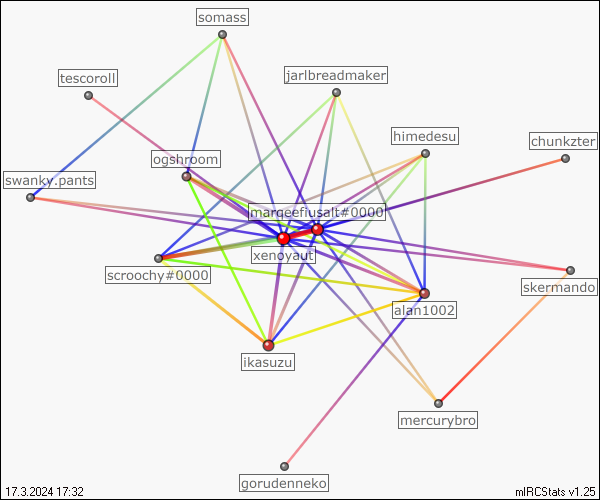 somass
tescoroll
jarlbreadmaker
himedesu
chunkzter
ogshroom
swanky.pants
marqeefiusalt#0000
xenoyaut
scroochy#0000
skermando
alan1002
ikasuzu
mercurybro
gorudenneko
17.3.2024 17:32
mIRCStats v1.25